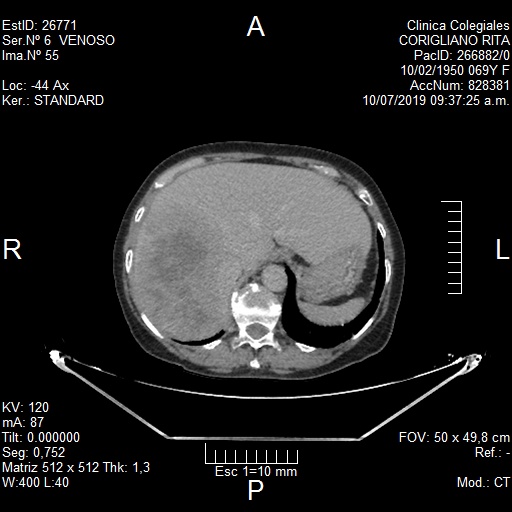 EstID: 26771
Ser.Nº 6 VENOSO
Ima.Nº 55
Loc: -44 Ax
Ker.: STANDARD
A
Clinica Colegiales
CORIGLIANO RITA
PacID: 266882/0
10/02/1950 069Y F
AccNum: 828381
10/07/2019 09:37:25 a.m.
R
L
KV: 120
mA: 87
Tilt: 0.000000
Seg: 0,752
Matriz 512 x 512 Thk: 1,3
W:400 L:40
Esc 1=10 mm
P
FOV: 50 x 49,8 cm
Ref.: -
Mod.: CT